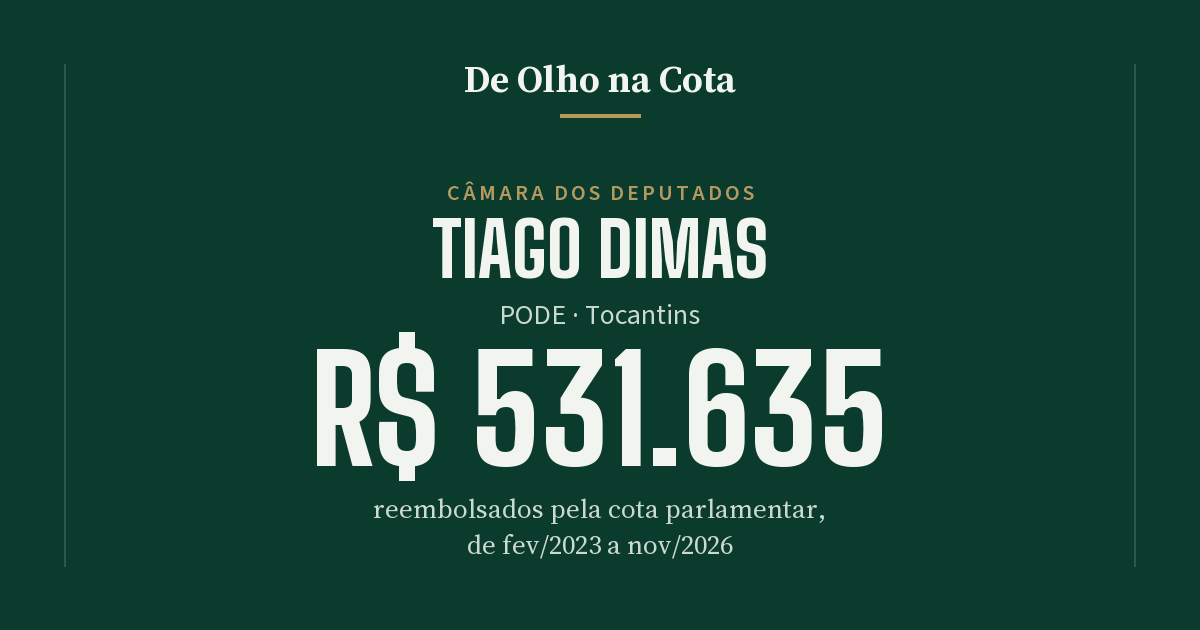 De Olho na Cota
CÂMARA DOS DEPUTADOS
TIAGO DIMAS
PODE · Tocantins
R$ 531.635
reembolsados pela cota parlamentar,
de fev/2023 a nov/2026